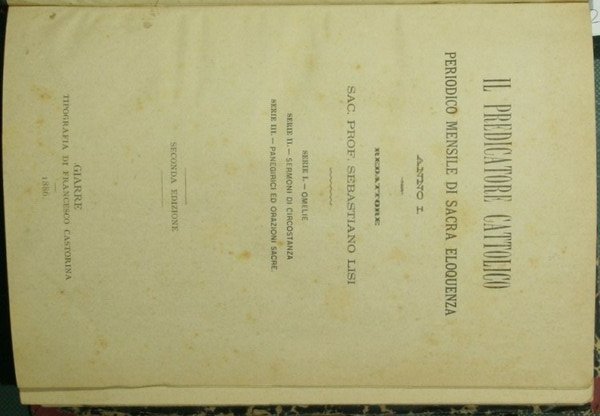 IL PREDICATORE CATTOLICO
PERIODICO MENSILE DI SACRA ELOQUENZA
ANNO I.
REDATTORE
SAC. PROF. SEBASTIANO LISI
SERIE I. — OMELIE
SERIE II. — SERMONI DI CIRCOSTANZA
SERIE III. — PANEGIRICI ED ORAZIONI SACRE
SECONDA EDIZIONE
GIARRE
TIPOGRAFIA DI FRANCESCO CASTORINA
1886